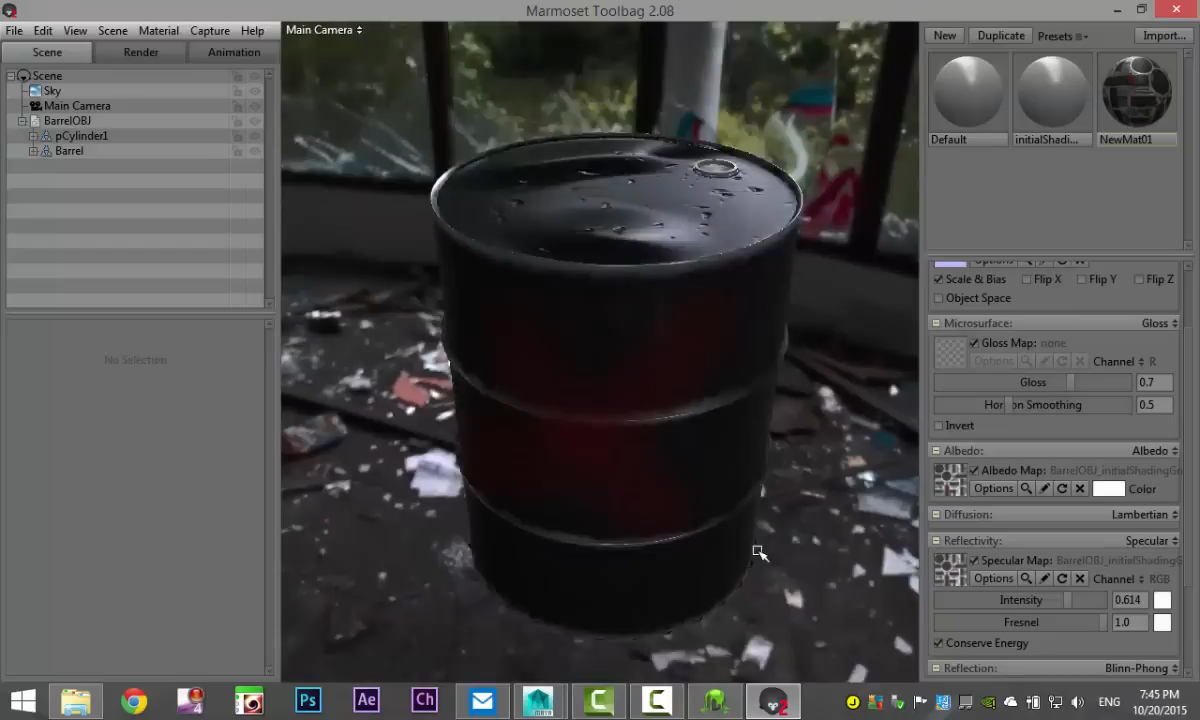 Marmoset Toolbag 2.08
File Edit View Scene Material Capture Help
Main Camera
New Duplicate Presets Import...
Scene Render Animation
Scene
Sky
Main Camera
BarrelOBJ
pCylinder1
Barrel
No Selection
Default initialShadi... NewMat01
Scale & Bias Flip X Flip Y Flip Z
Object Space
Microsurface: Gloss
Gloss Map: none
Options Channel R
Gloss 0.7
Horizon Smoothing 0.5
Invert
Albedo: Albedo
Albedo Map: BarrelOBJ_initialShadingG
Options Color
Diffusion: Lambertian
Reflectivity: Specular
Specular Map: BarrelOBJ_initialShadingG
Options Channel RGB
Intensity 0.614
Fresnel 1.0
Conserve Energy
Reflection: Blinn-Phong
Ps Ae Ch MAYA
ENG
7:45 PM
10/20/2015